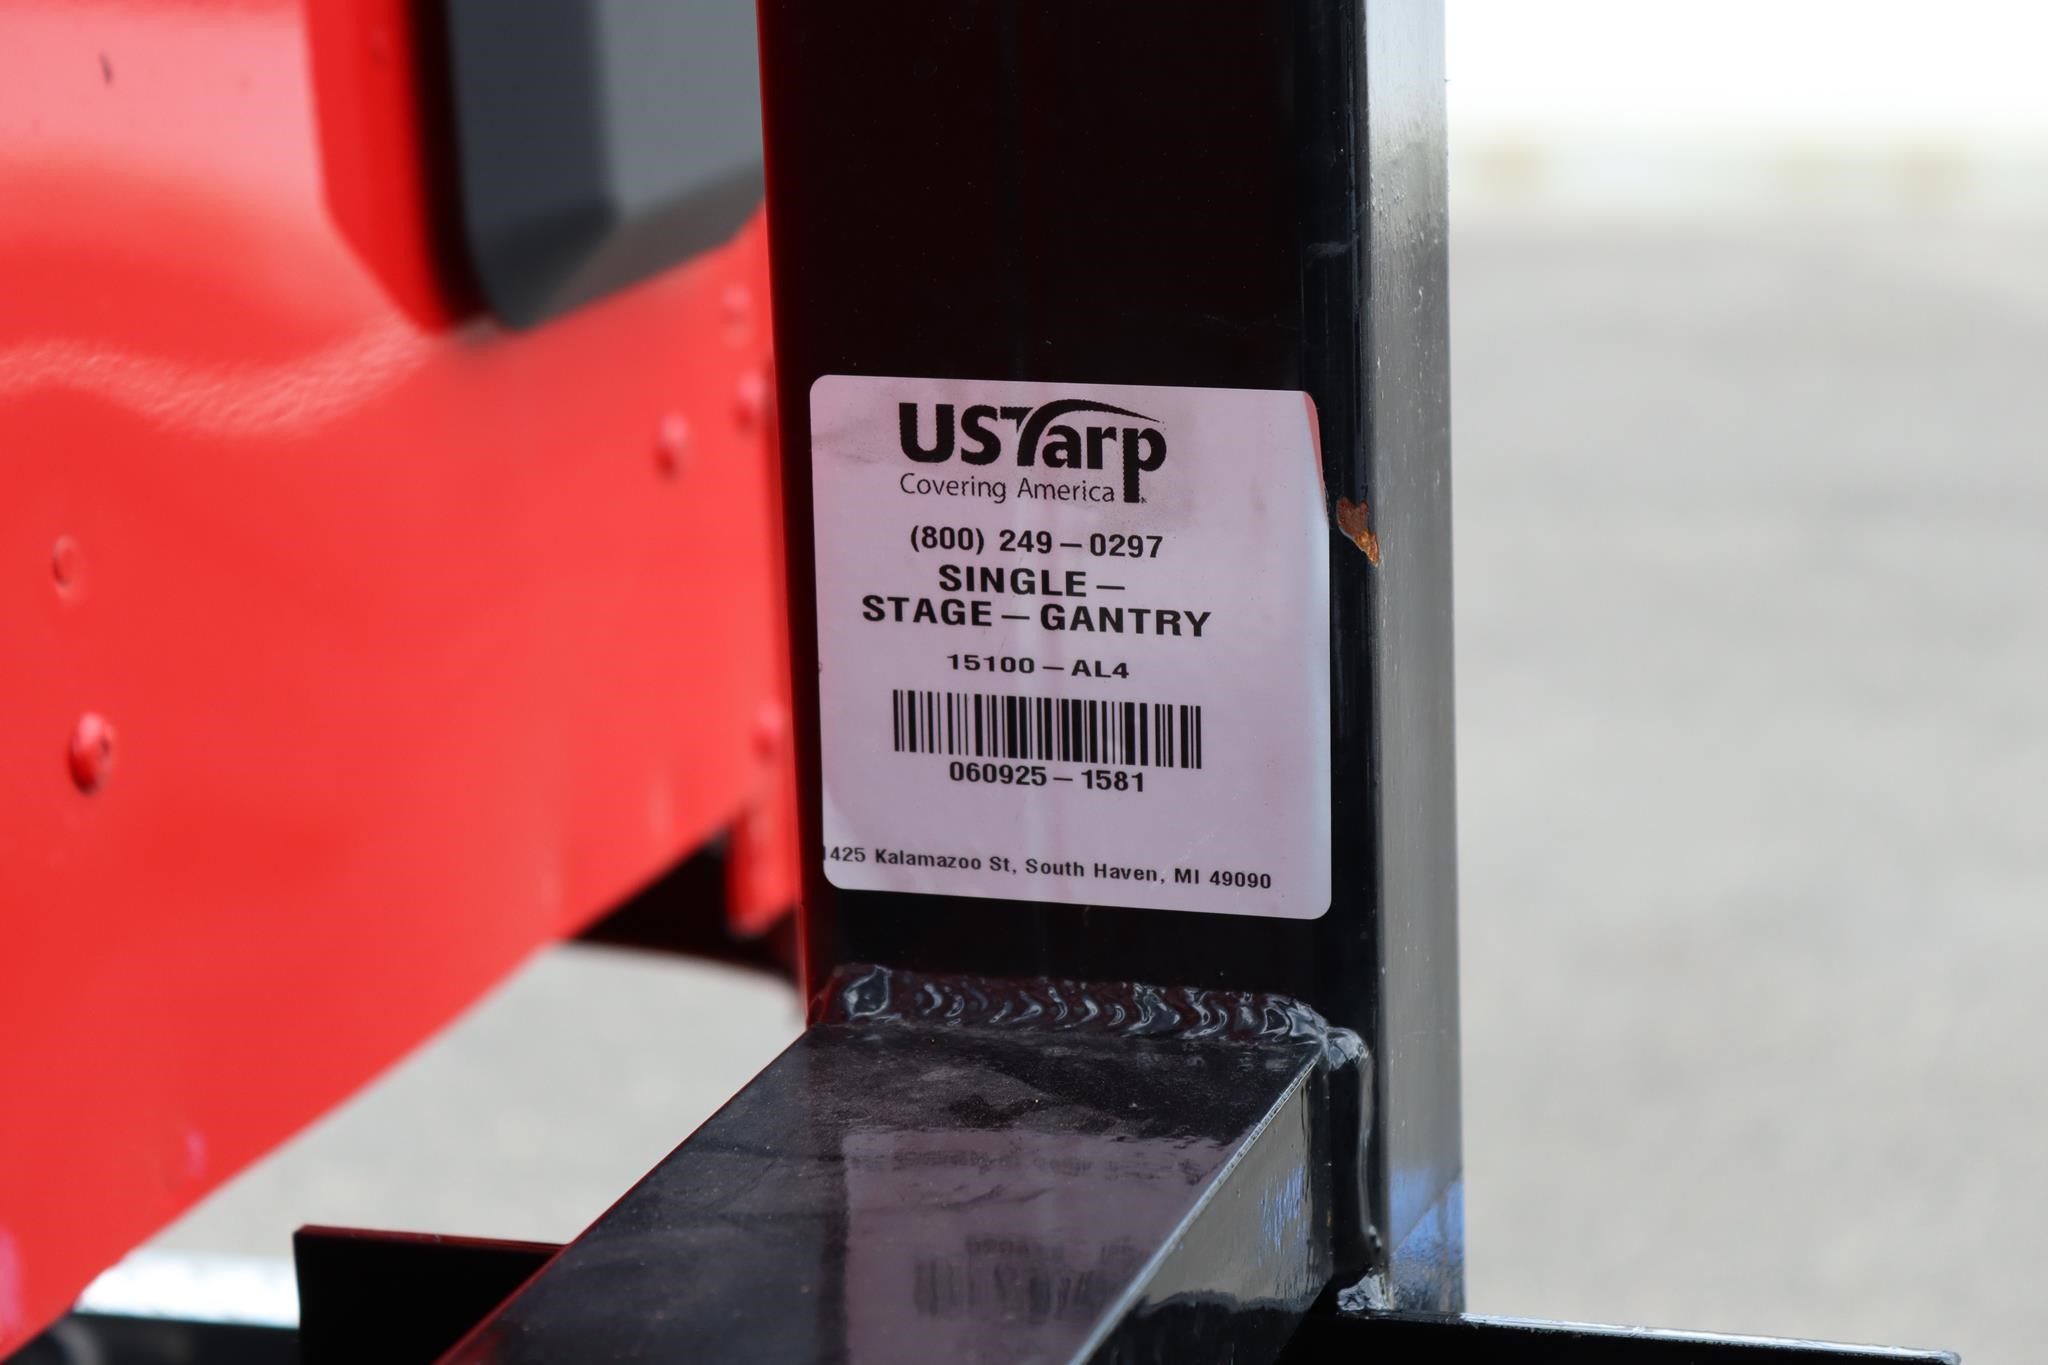 USTarp
Covering America
(800) 249-0297
SINGLE-
STAGE-GANTRY
15100-AL4
060925-1581
1425 Kalamazoo St, South Haven, MI 49090